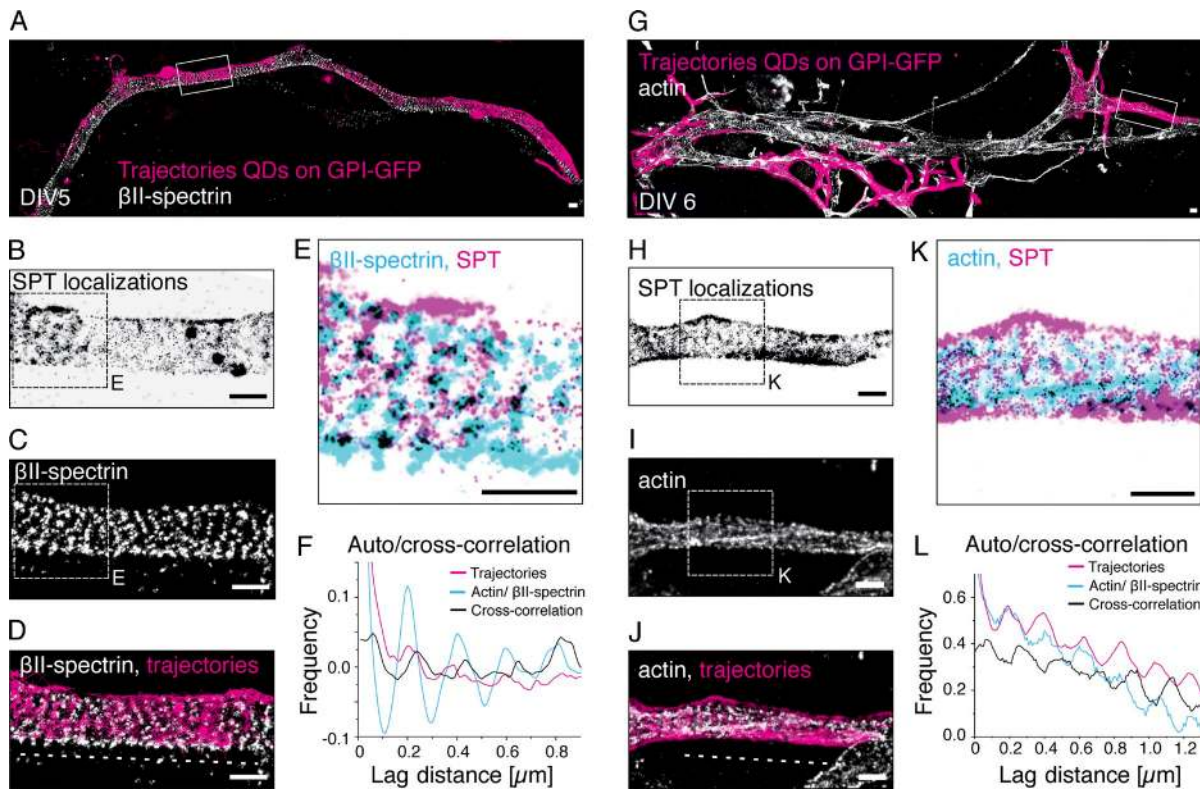 A
Trajectories QDs on GPI-GFP
DIV5
βII-spectrin
B
SPT localizations
E
C
βII-spectrin
E
D
βII-spectrin, trajectories
E
βII-spectrin, SPT
F
Auto/cross-correlation
Trajectories
Actin/ βII-spectrin
Cross-correlation
Frequency
0.1
0.0
-0.1
0.2
0.4
0.6
0.8
Lag distance [µm]
G
Trajectories QDs on GPI-GFP
actin
DIV 6
H
SPT localizations
K
I
actin
K
J
actin, trajectories
K
actin, SPT
L
Auto/cross-correlation
Trajectories
Actin/ βII-spectrin
Cross-correlation
Frequency
0.6
0.4
0.2
0.0
0 0.2 0.4 0.6 0.8 1.0 1.2
Lag distance [µm]